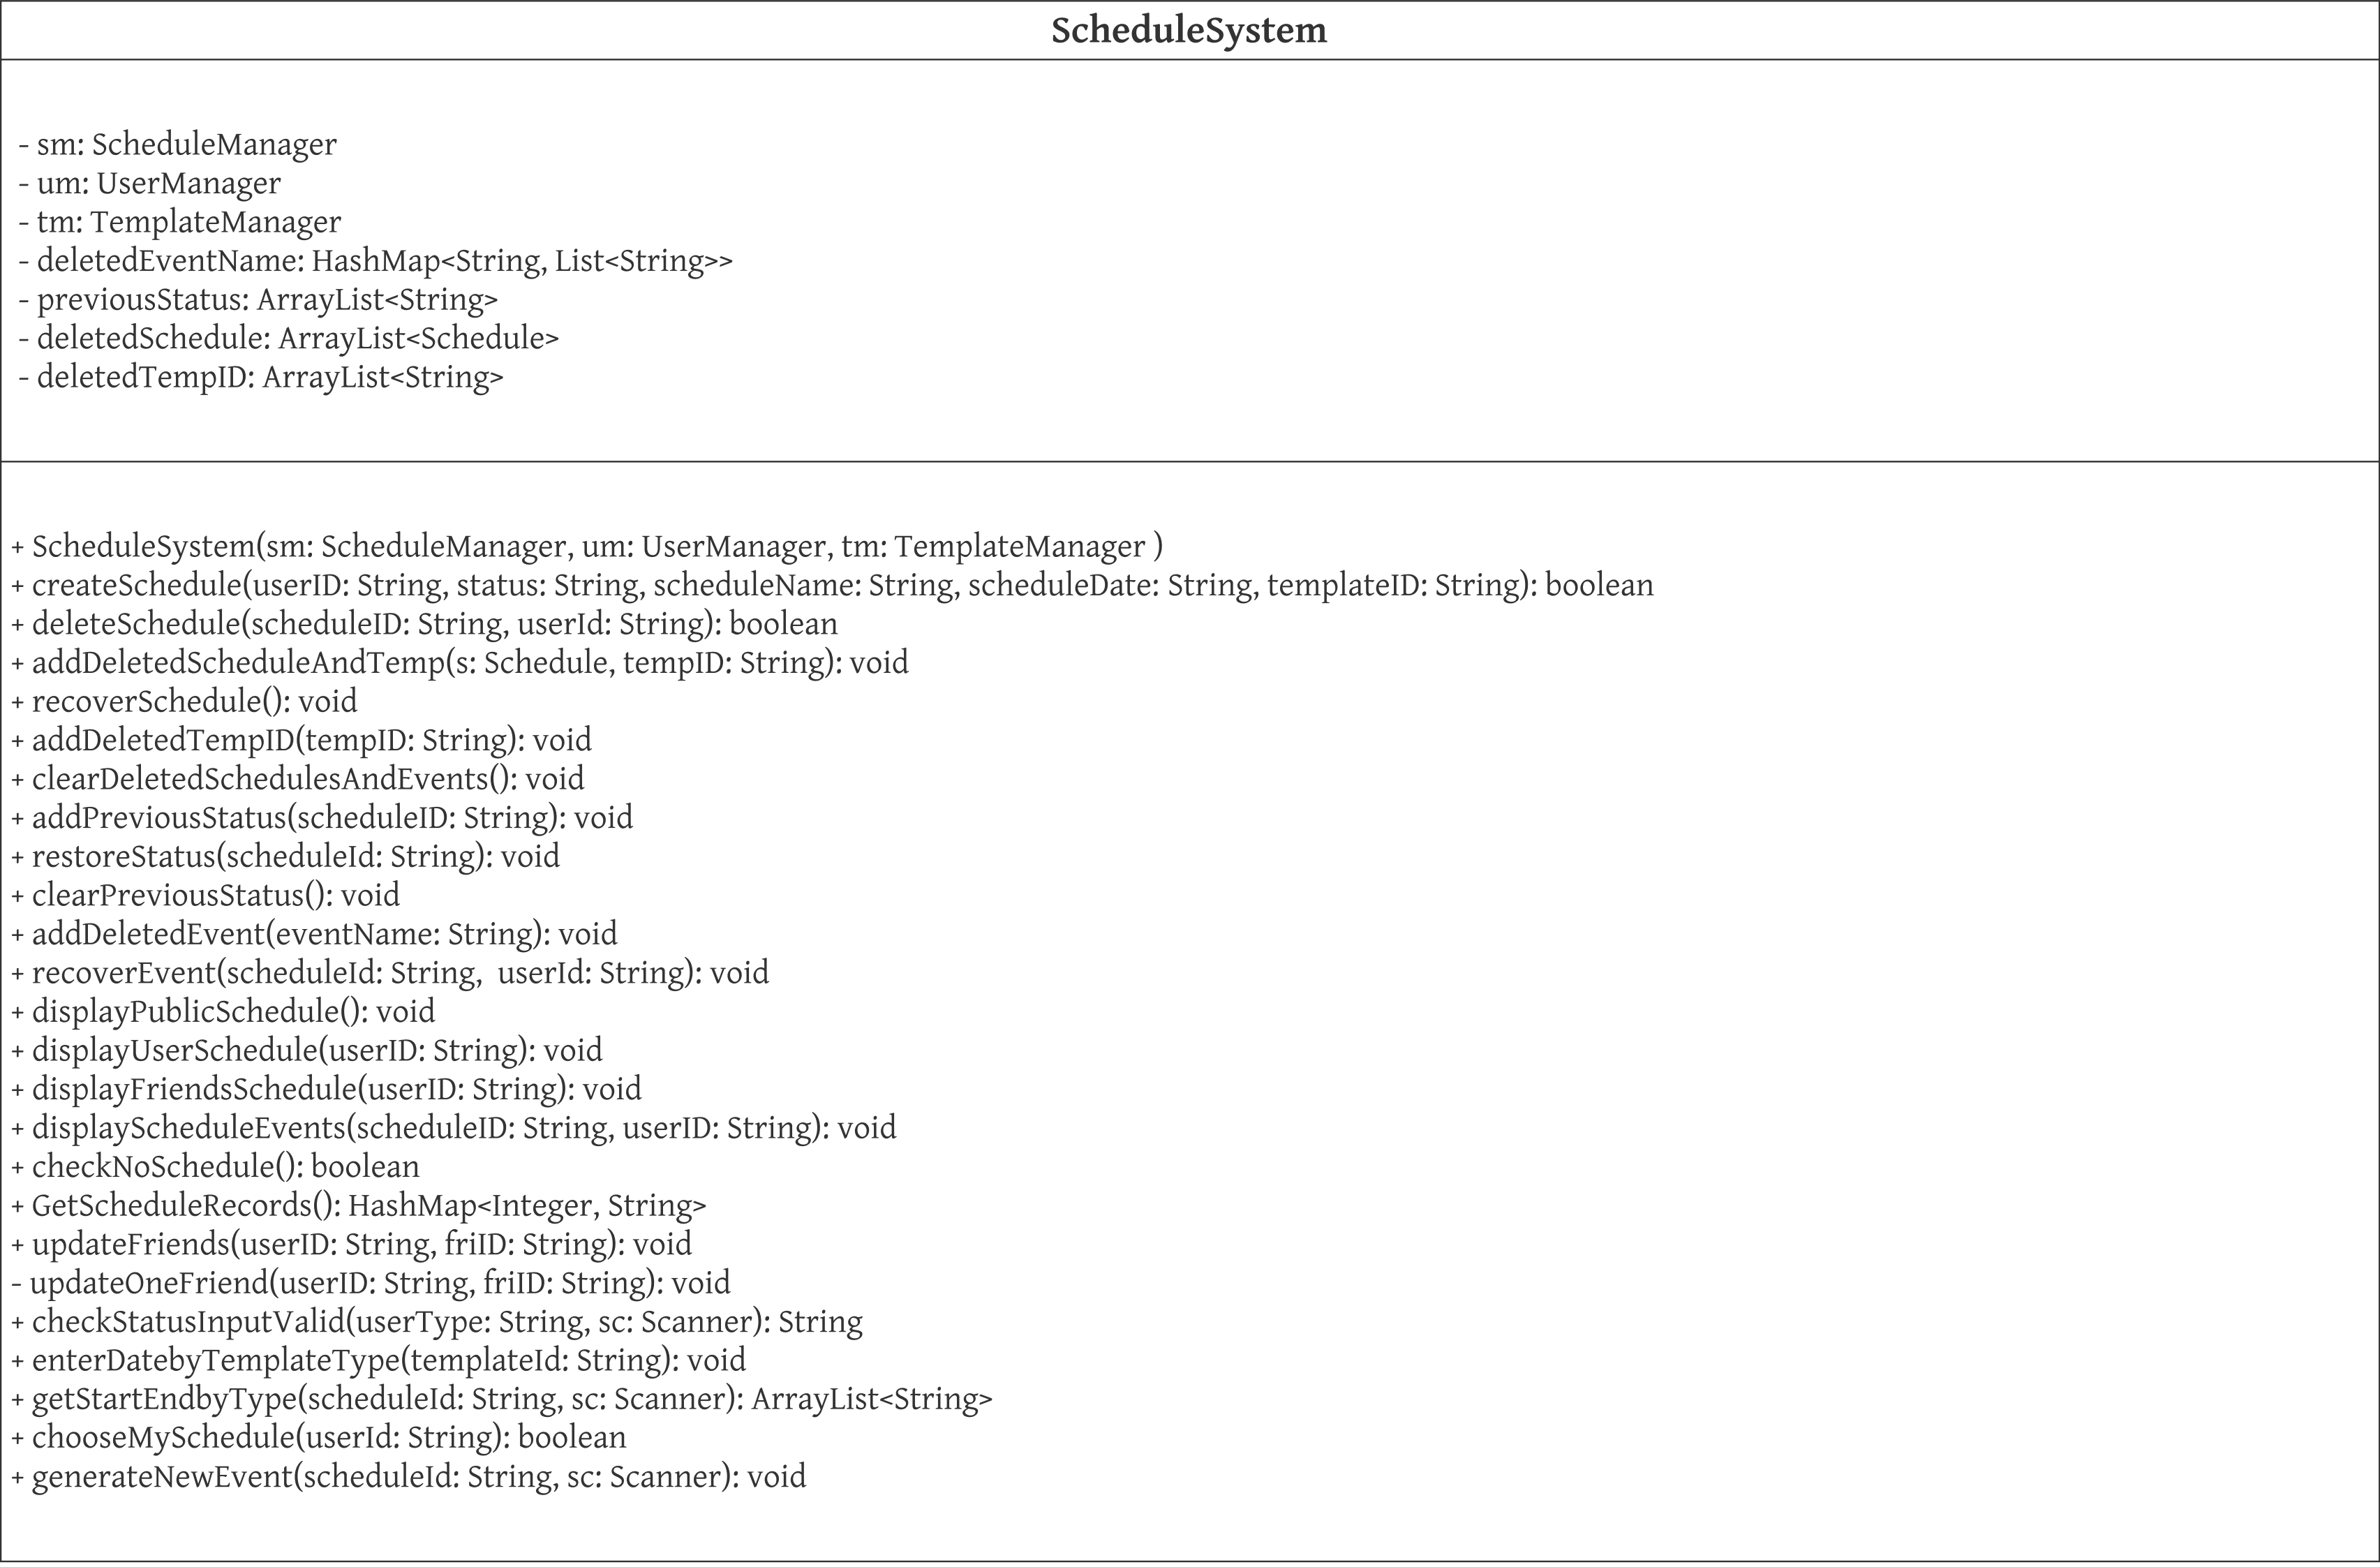 ScheduleSystem
- sm: ScheduleManager
- um: UserManager
- tm: TemplateManager
- deletedEventName: HashMap<String, List<String>>
- previousStatus: ArrayList<String>
- deletedSchedule: ArrayList<Schedule>
- deletedTempID: ArrayList<String>
+ ScheduleSystem(sm: ScheduleManager, um: UserManager, tm: TemplateManager )
+ createSchedule(userID: String, status: String, scheduleName: String, scheduleDate: String, templateID: String): boolean
+ deleteSchedule(scheduleID: String, userId: String): boolean
+ addDeletedScheduleAndTemp(s: Schedule, tempID: String): void
+ recoverSchedule(): void
+ addDeletedTempID(tempID: String): void
+ clearDeletedSchedulesAndEvents(): void
+ addPreviousStatus(scheduleID: String): void
+ restoreStatus(scheduleId: String): void
+ clearPreviousStatus(): void
+ addDeletedEvent(eventName: String): void
+ recoverEvent(scheduleId: String,  userId: String): void
+ displayPublicSchedule(): void
+ displayUserSchedule(userID: String): void
+ displayFriendsSchedule(userID: String): void
+ displayScheduleEvents(scheduleID: String, userID: String): void
+ checkNoSchedule(): boolean
+ GetScheduleRecords(): HashMap<Integer, String>
+ updateFriends(userID: String, friID: String): void
- updateOneFriend(userID: String, friID: String): void
+ checkStatusInputValid(userType: String, sc: Scanner): String
+ enterDatebyTemplateType(templateId: String): void
+ getStartEndbyType(scheduleId: String, sc: Scanner): ArrayList<String>
+ chooseMySchedule(userId: String): boolean
+ generateNewEvent(scheduleId: String, sc: Scanner): void